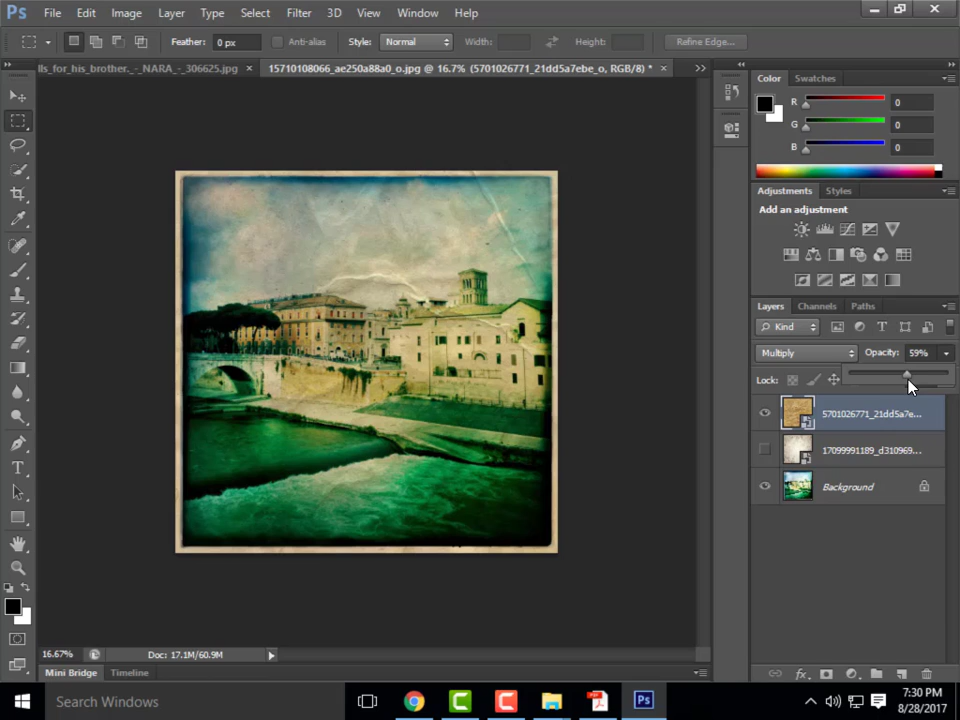 Ps File Edit Image Layer Type Select Filter 3D View Window Help
Feather: 0 px Anti-alias Style: Normal Width: Height: Refine Edge...
lls_for_his_brother._-_NARA_-_306625.jpg × 15710108066_ae250a88a0_o.jpg @ 16.7% (5701026771_21dd5a7ebe_o, RGB/8) * ×
Color Swatches
R 0
G 0
B 0
Adjustments Styles
Add an adjustment
Layers Channels Paths
Kind T
Multiply Opacity: 59%
Lock:
5701026771_21dd5a7e...
17099991189_d310969...
Background
T
16.67% Doc: 17.1M/60.9M
fx
Mini Bridge Timeline
Search Windows
Ps
7:30 PM
8/28/2017